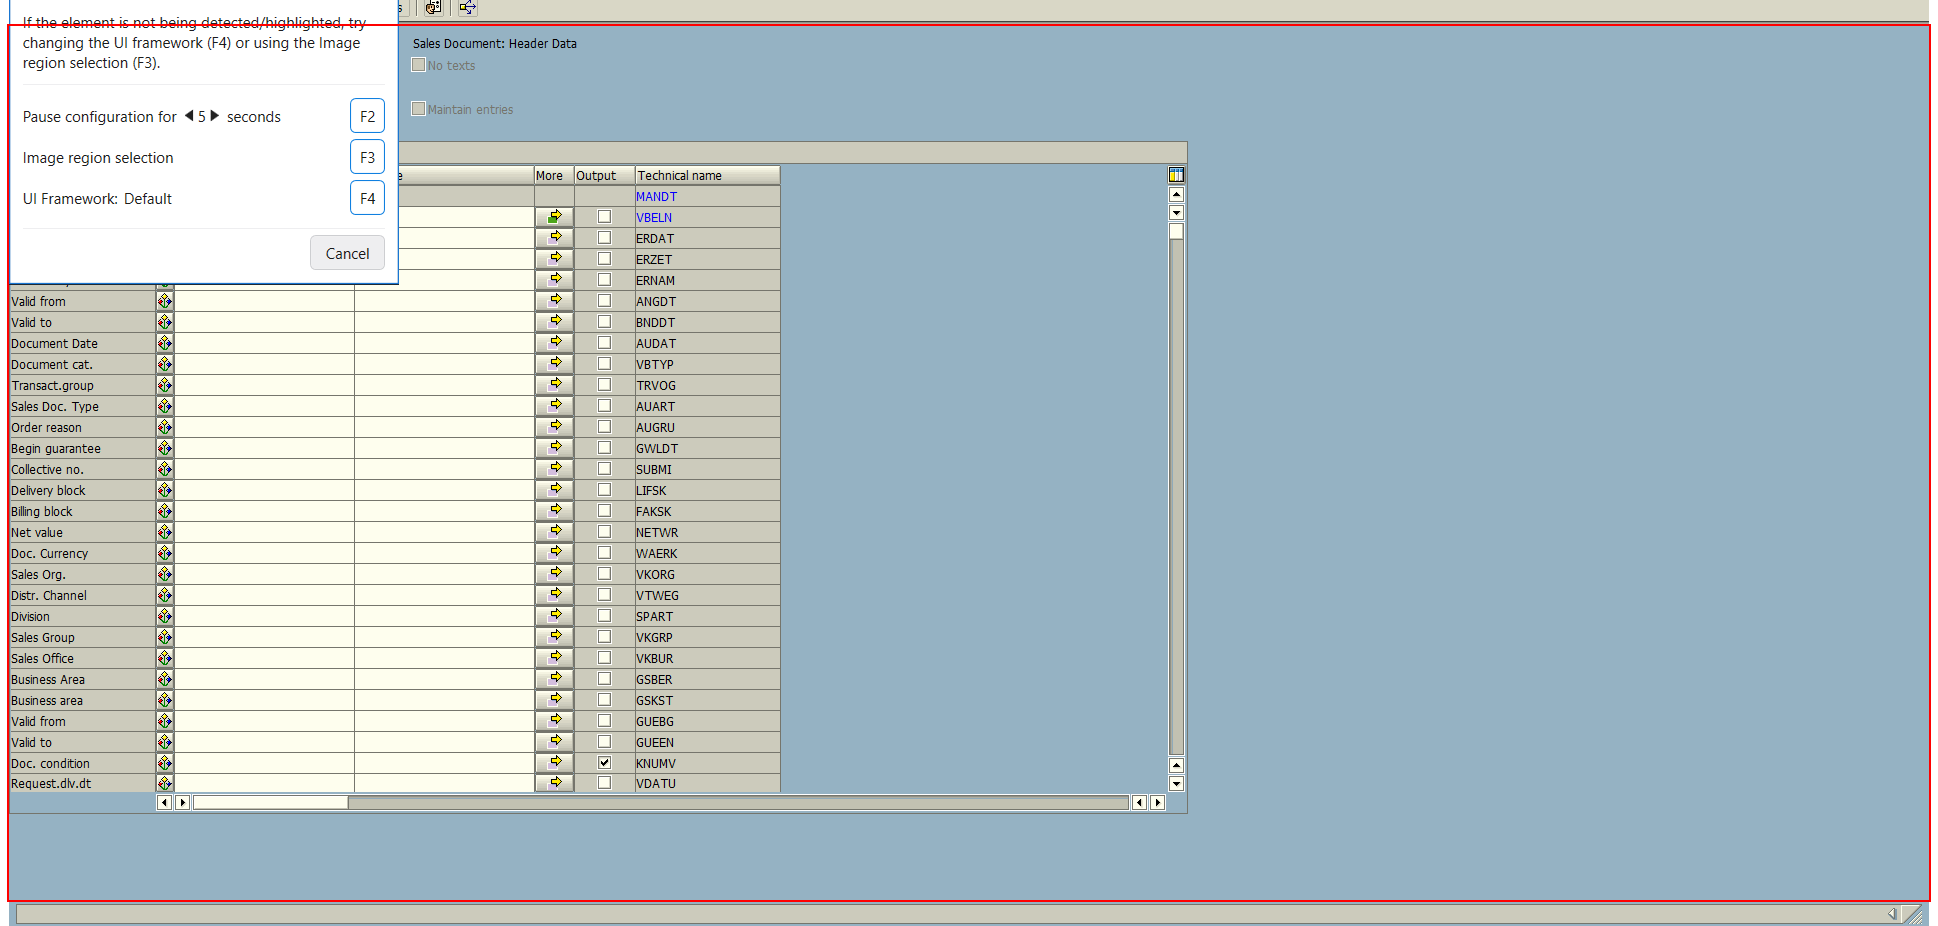 If the element is not being detected/highlighted, try
changing the UI framework (F4) or using the Image
region selection (F3).
Pause configuration for 5 seconds F2
Image region selection F3
UI Framework: Default F4
Cancel
Sales Document: Header Data
No texts
Maintain entries
More Output Technical name
MANDT
VBELN
ERDAT
ERZET
ERNAM
Valid from ANGDT
Valid to BNDDT
Document Date AUDAT
Document cat. VBTYP
Transact.group TRVOG
Sales Doc. Type AUART
Order reason AUGRU
Begin guarantee GWLDT
Collective no. SUBMI
Delivery block LIFSK
Billing block FAKSK
Net value NETWR
Doc. Currency WAERK
Sales Org. VKORG
Distr. Channel VTWEG
Division SPART
Sales Group VKGRP
Sales Office VKBUR
Business Area GSBER
Business area GSKST
Valid from GUEBG
Valid to GUEEN
Doc. condition KNUMV
Request.dlv.dt VDATU